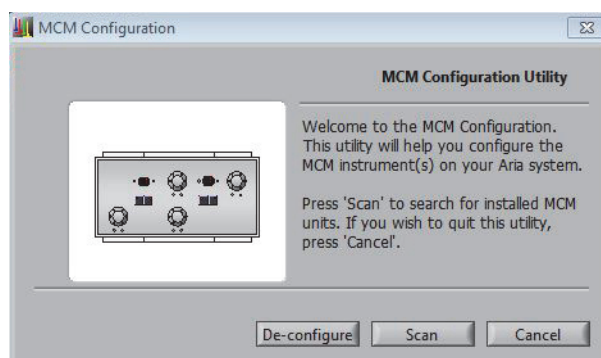 MCM Configuration
MCM Configuration Utility
Welcome to the MCM Configuration.
This utility will help you configure the
MCM instrument(s) on your Aria system.
Press 'Scan' to search for installed MCM
units. If you wish to quit this utility,
press 'Cancel'.
De-configure Scan Cancel